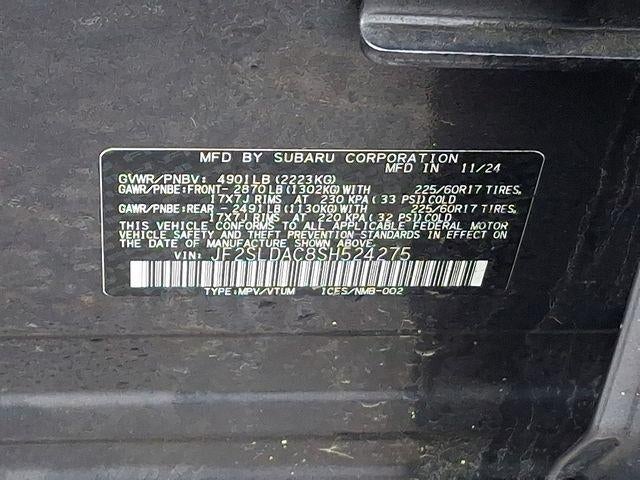 MFD BY SUBARU CORPORATION
MFD IN 11/24
GVWR/PNBV: 4901LB(2223KG)
GAWR/PNBE:FRONT- 2870LB(1302KG)WITH 225/60R17 TIRES,
17X7J RIMS AT 230 KPA(33 PSI)COLD
GAWR/PNBE:REAR - 2491LB(1130KG)WITH 225/60R17 TIRES,
17X7J RIMS AT 220 KPA(32 PSI)COLD
THIS VEHICLE CONFORMS TO ALL APPLICABLE FEDERAL MOTOR
VEHICLE SAFETY AND BUMPER STANDARDS IN EFFECT ON
THE DATE OF MANUFACTURE SHOWN ABOVE.
VIN: JF2SLDAC8SH524275
TYPE:MPV/VTUM ICES/NMB-002